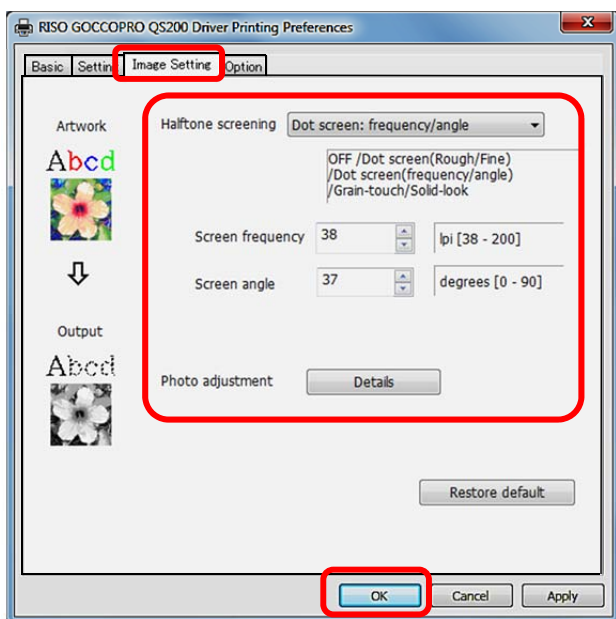 RISO GOCCOPRO QS200 Driver Printing Preferences
Basic Setting Image Setting Option
Artwork
Halftone screening Dot screen: frequency/angle
Abcd
OFF /Dot screen(Rough/Fine)
/Dot screen(frequency/angle)
/Grain-touch/Solid-look
Screen frequency 38 lpi [38 - 200]
Screen angle 37 degrees [0 - 90]
Output
Abcd
Photo adjustment Details
Restore default
OK Cancel Apply